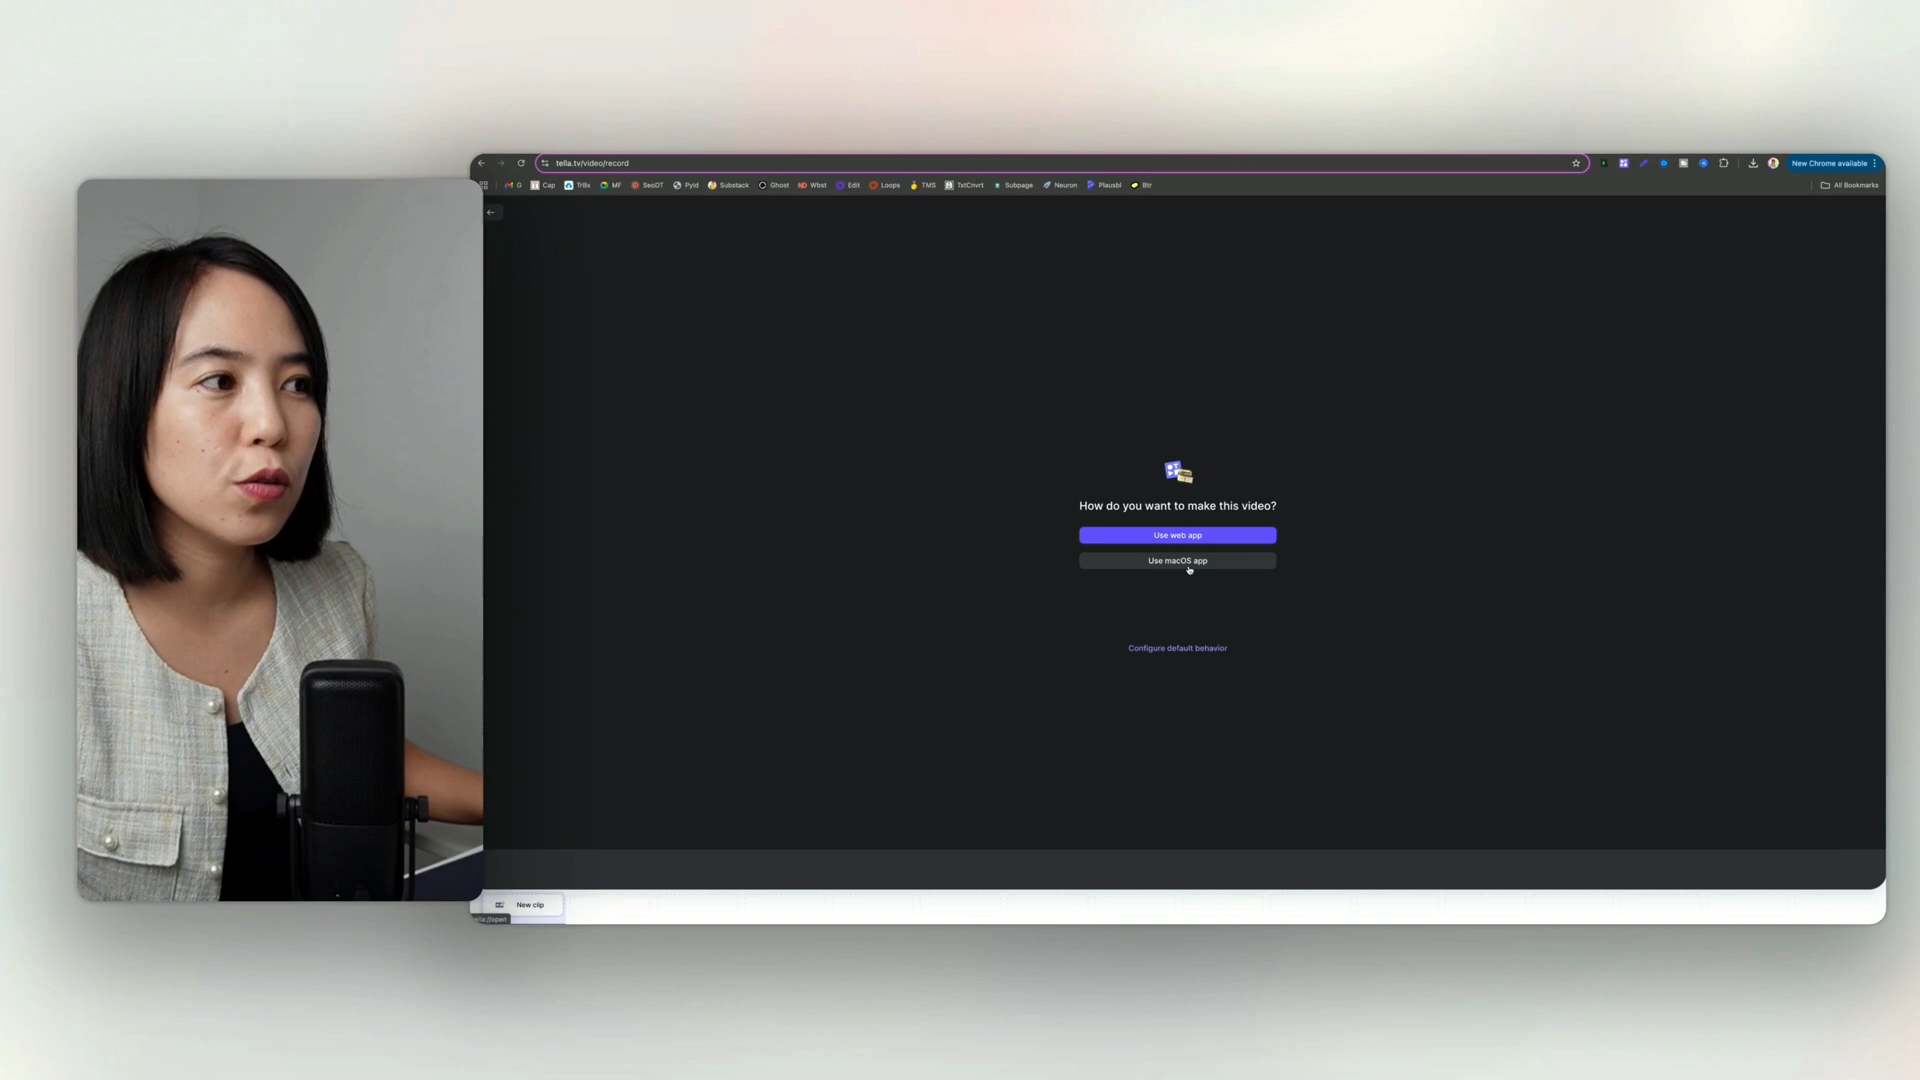 tella.tv/video/record
New Chrome available
G
Cap
TrBx
MF
SeoDT
Pyld
Substack
Ghost
Wbst
Edit
Loops
TMS
TxtCnvrt
Subpage
Neuron
Plausbl
Btr
All Bookmarks
How do you want to make this video?
Use web app
Use macOS app
Configure default behavior
New clip